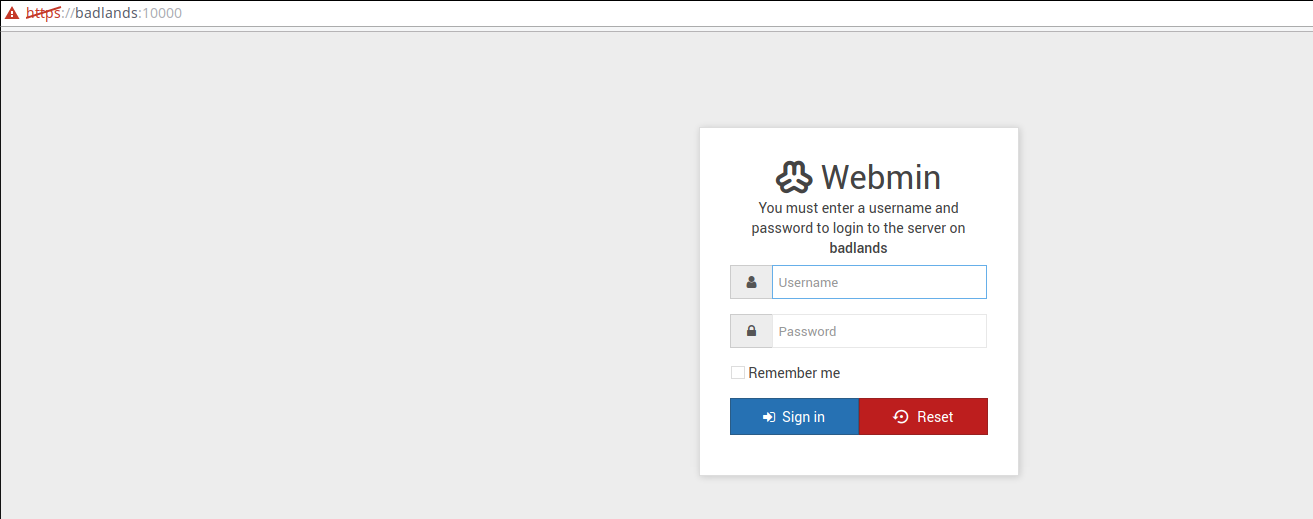 https://badlands:10000
Webmin
You must enter a username and
password to login to the server on
badlands
Username
Password
Remember me
Sign in
Reset